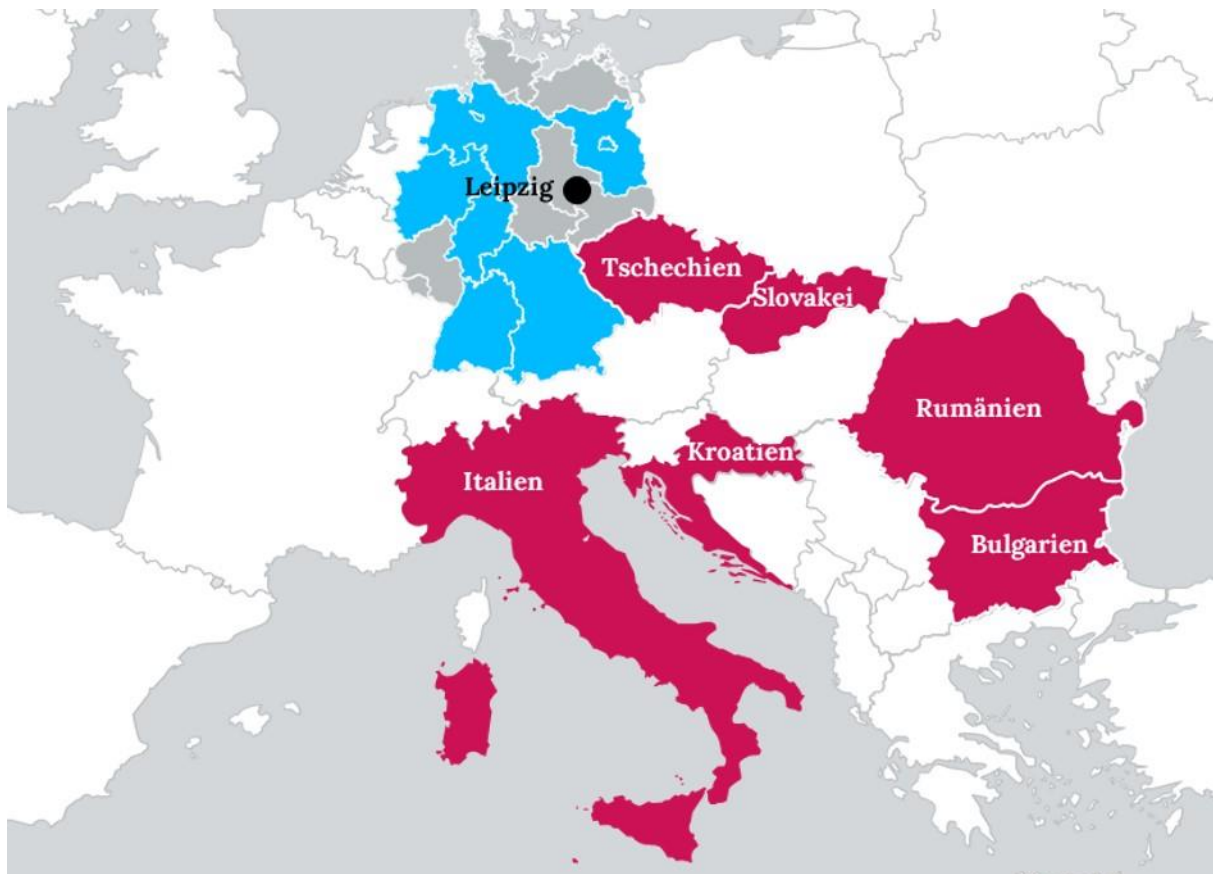 Leipzig
Tschechien
Slovakei
Rumänien
Kroatien
Italien
Bulgarien